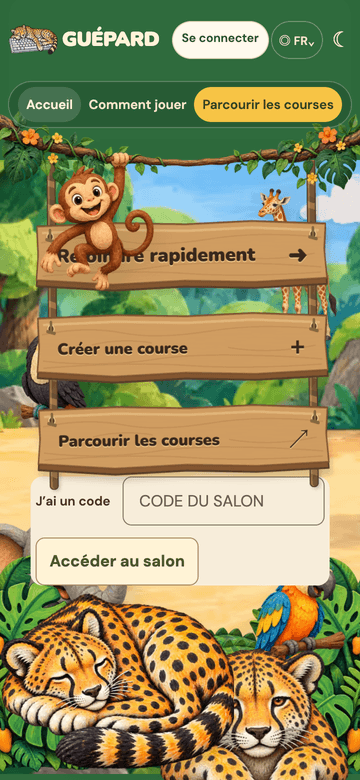 GUÉPARD
Se connecter
FR
Accueil
Comment jouer
Parcourir les courses
rapidement
Créer une course
Parcourir les courses
J'ai un code
CODE DU SALON
Accéder au salon